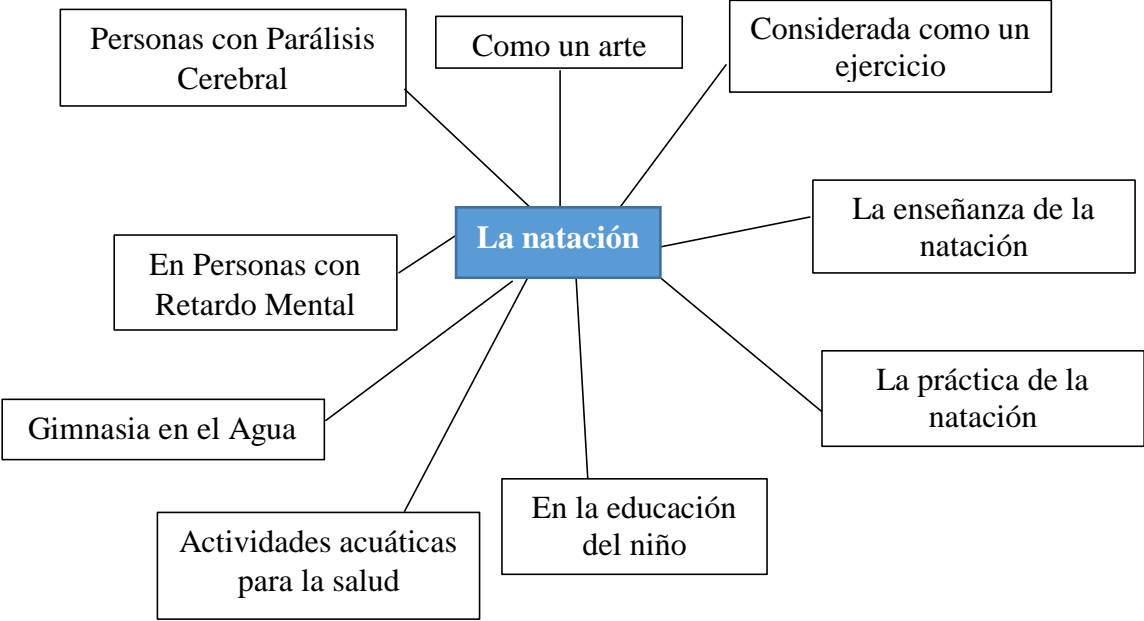 Personas con Parálisis
Cerebral
Como un arte
Considerada como un
ejercicio
La natación
La enseñanza de la
natación
En Personas con
Retardo Mental
La práctica de la
natación
Gimnasia en el Agua
En la educación
del niño
Actividades acuáticas
para la salud